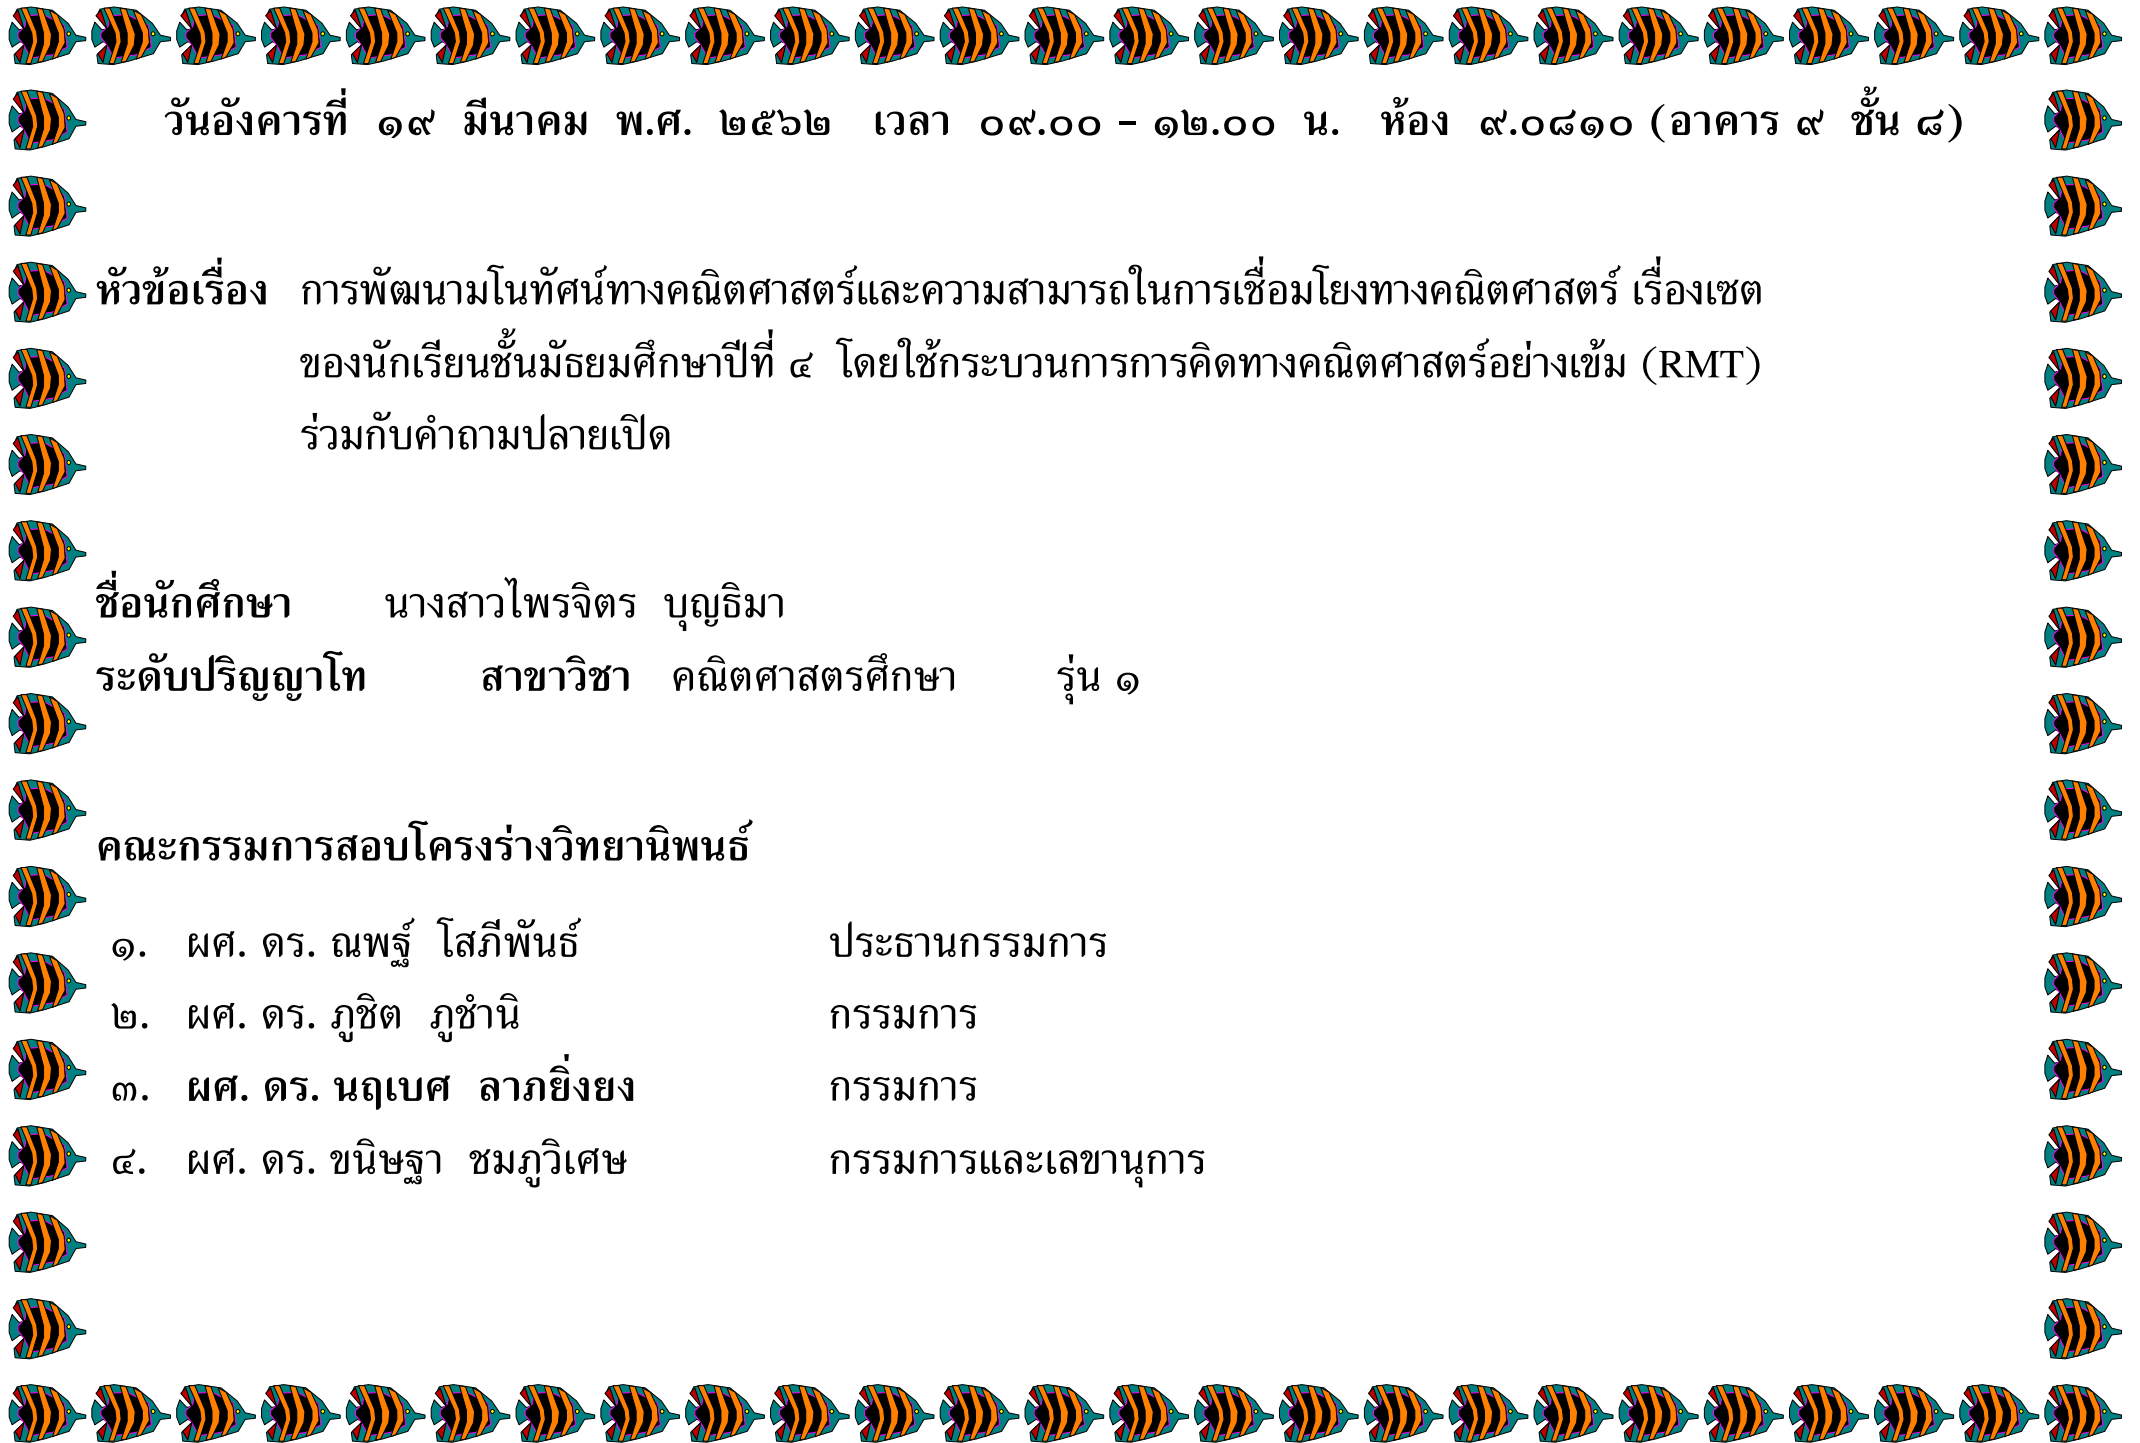 วันอังคารที่ ๑๙ มีนาคม พ.ศ. ๒๕๖๒ เวลา ๐๙.๐๐ - ๑๒.๐๐ น. ห้อง ๙.๐๘๑๐ (อาคาร ๙ ชั้น ๘)
หัวข้อเรื่อง การพัฒนามโนทัศน์ทางคณิตศาสตร์และความสามารถในการเชื่อมโยงทางคณิตศาสตร์ เรื่องเซต
ของนักเรียนชั้นมัธยมศึกษาปีที่ ๔ โดยใช้กระบวนการการคิดทางคณิตศาสตร์อย่างเข้ม (RMT)
ร่วมกับคำถามปลายเปิด
ชื่อนักศึกษา นางสาวไพรจิตร บุญธิมา
ระดับปริญญาโท สาขาวิชา คณิตศาสตรศึกษา รุ่น ๑
คณะกรรมการสอบโครงร่างวิทยานิพนธ์
๑. ผศ. ดร. ณพฐ์ โสภีพันธ์ ประธานกรรมการ
๒. ผศ. ดร. ภูชิต ภูชำนิ กรรมการ
๓. ผศ. ดร. นฤเบศ ลาภยิ่งยง กรรมการ
๔. ผศ. ดร. ขนิษฐา ชมภูวิเศษ กรรมการและเลขานุการ